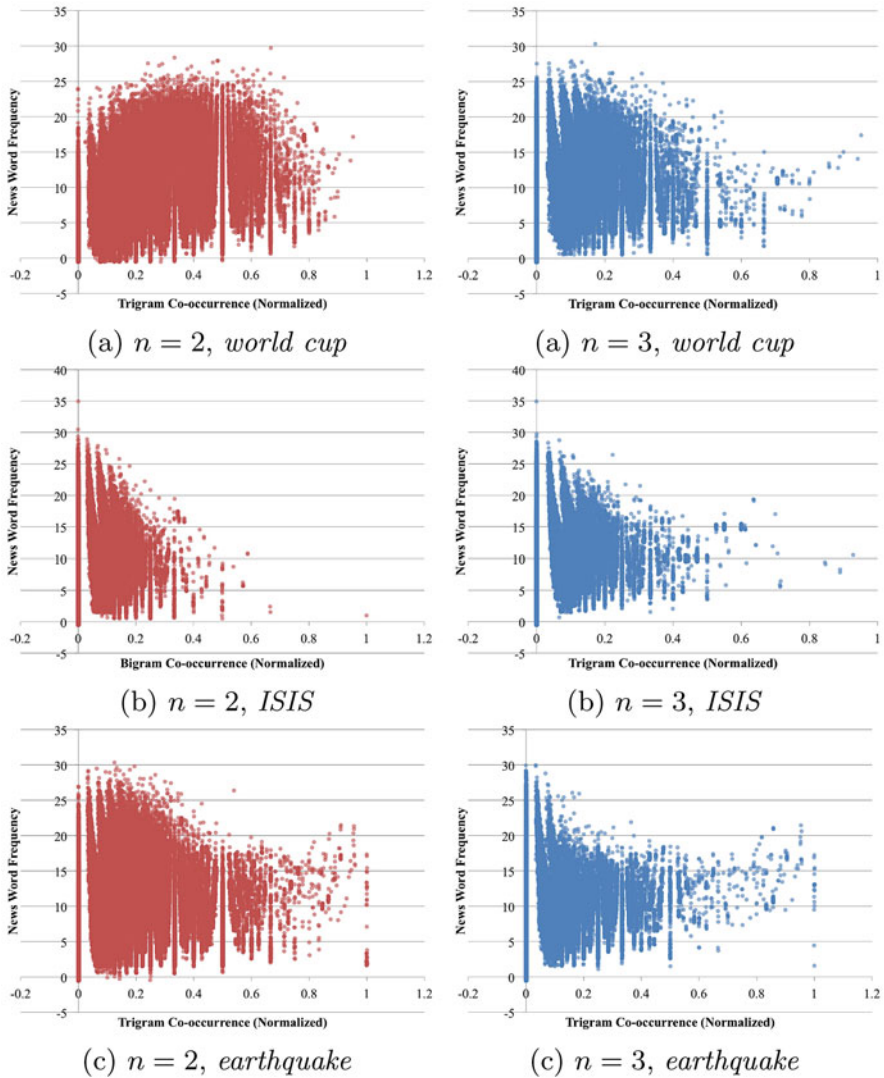 35
30
25
20
15
10
5
0
-5
-0.2 0 0.2 0.4 0.6 0.8 1 1.2
News Word Frequency
Trigram Co-occurrence (Normalized)
(a) n = 2, world cup
35
30
25
20
15
10
5
0
-5
-0.2 0 0.2 0.4 0.6 0.8 1
News Word Frequency
Trigram Co-occurrence (Normalized)
(a) n = 3, world cup
40
35
30
25
20
15
10
5
0
-5
-0.2 0 0.2 0.4 0.6 0.8 1 1.2
News Word Frequency
Bigram Co-occurrence (Normalized)
(b) n = 2, ISIS
40
35
30
25
20
15
10
5
0
-5
-0.2 0 0.2 0.4 0.6 0.8 1
News Word Frequency
Trigram Co-occurrence (Normalized)
(b) n = 3, ISIS
35
30
25
20
15
10
5
0
-5
-0.2 0 0.2 0.4 0.6 0.8 1 1.2
News Word Frequency
Trigram Co-occurrence (Normalized)
(c) n = 2, earthquake
35
30
25
20
15
10
5
0
-5
-0.2 0 0.2 0.4 0.6 0.8 1 1.2
News Word Frequency
Trigram Co-occurrence (Normalized)
(c) n = 3, earthquake